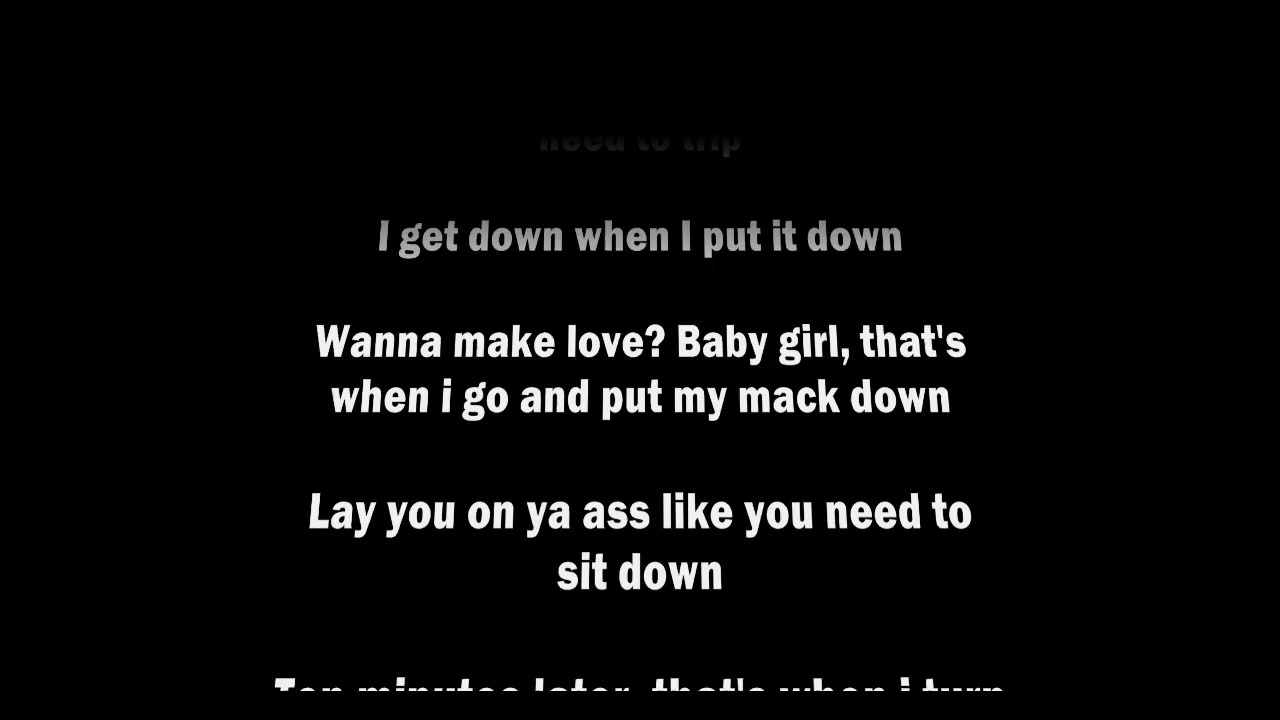 need to trip
I get down when I put it down
Wanna make love? Baby girl, that's
when i go and put my mack down
Lay you on ya ass like you need to
sit down
Ten minutes later, that's when i turn